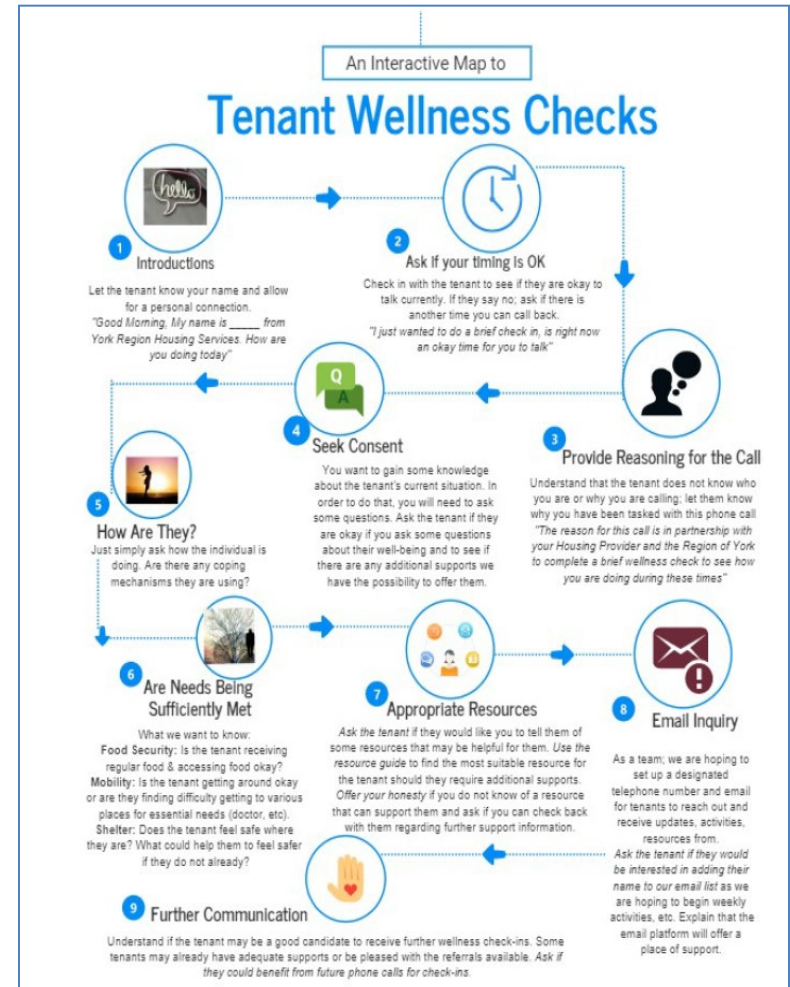 An Interactive Map to
Tenant Wellness Checks
hello
1
Introductions
Let the tenant know your name and allow
for a personal connection.
"Good Morning, My name is _____ from
York Region Housing Services. How are
you doing today"
2
Ask if your timing is OK
Check in with the tenant to see if they are okay to
talk currently. If they say no; ask if there is
another time you can call back.
"I just wanted to do a brief check in, is right now
an okay time for you to talk"
3
Provide Reasoning for the Call
Understand that the tenant does not know who
you are or why you are calling; let them know
why you have been tasked with this phone call
"The reason for this call is in partnership with
your Housing Provider and the Region of York
to complete a brief wellness check to see how
you are doing during these times"
Q
A
4
Seek Consent
You want to gain some knowledge
about the tenant's current situation. In
order to do that, you will need to ask
some questions. Ask the tenant if they
are okay if you ask some questions
about their well-being and to see if
there are any additional supports we
have the possibility to offer them.
5
How Are They?
Just simply ask how the individual is
doing. Are there any coping
mechanisms they are using?
6
Are Needs Being
Sufficiently Met
What we want to know:
Food Security: Is the tenant receiving
regular food & accessing food okay?
Mobility: Is the tenant getting around okay
or are they finding difficulty getting to various
places for essential needs (doctor, etc).
Shelter: Does the tenant feel safe where
they are? What could help them to feel safer
if they do not already?
7
Appropriate Resources
Ask the tenant if they would like you to tell them of
some resources that may be helpful for them. Use the
resource guide to find the most suitable resource for
the tenant should they require additional supports.
Offer your honesty if you do not know of a resource
that can support them and ask if you can check back
with them regarding further support information.
8
Email Inquiry
As a team; we are hoping to
set up a designated
telephone number and email
for tenants to reach out and
receive updates, activities,
resources from.
Ask the tenant if they would
be interested in adding their
name to our email list as we
are hoping to begin weekly
activities, etc. Explain that the
email platform will offer a
place of support.
9
Further Communication
Understand if the tenant may be a good candidate to receive further wellness check-ins. Some
tenants may already have adequate supports or be pleased with the referrals available. Ask if
they could benefit from future phone calls for check-ins.